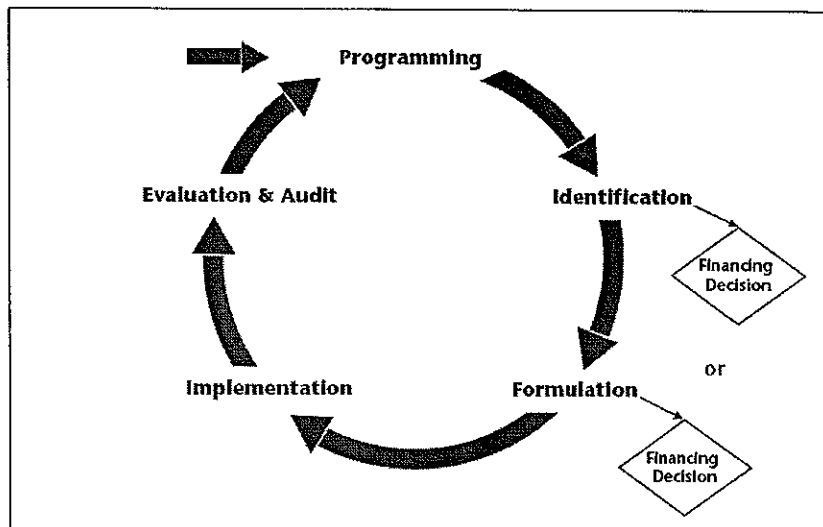 Programming
Evaluation & Audit
Identification
Financing
Decision
or
Implementation
Formulation
Financing
Decision